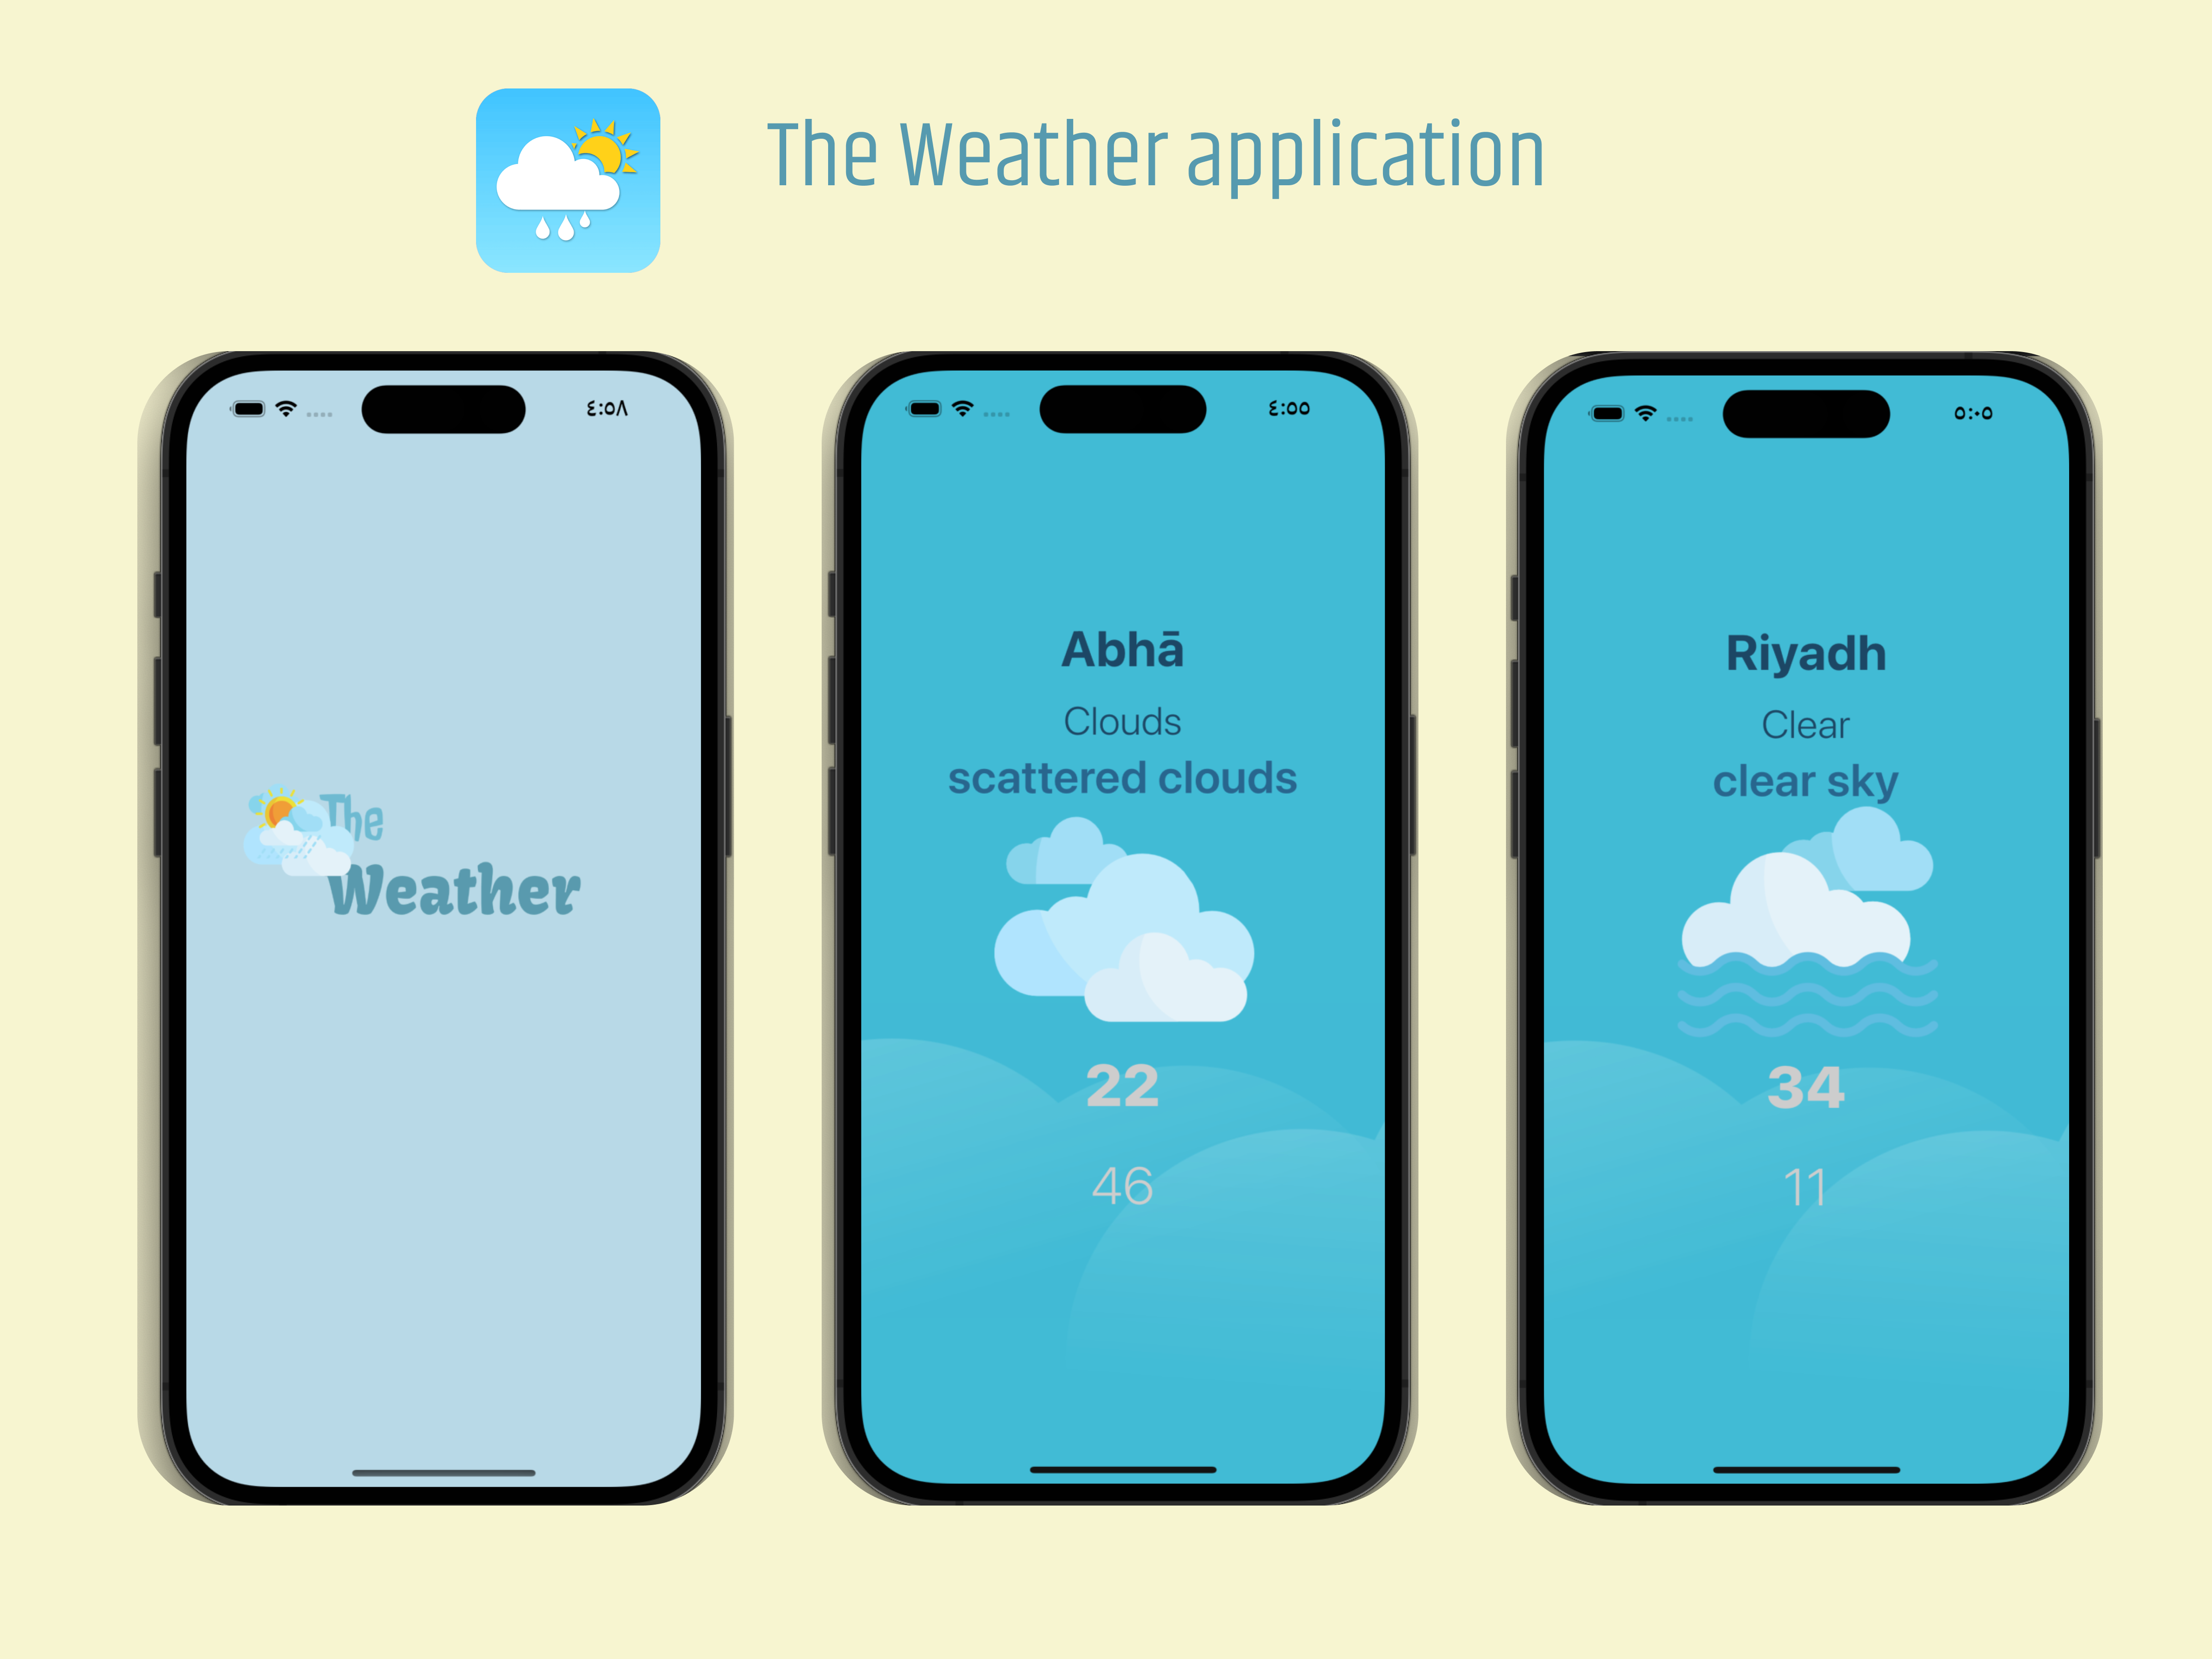 The Weather application
٤:٥٨
The
Weather
٤:٥٥
Abhā
Clouds
scattered clouds
22
46
٥:٠٥
Riyadh
Clear
clear sky
34
11